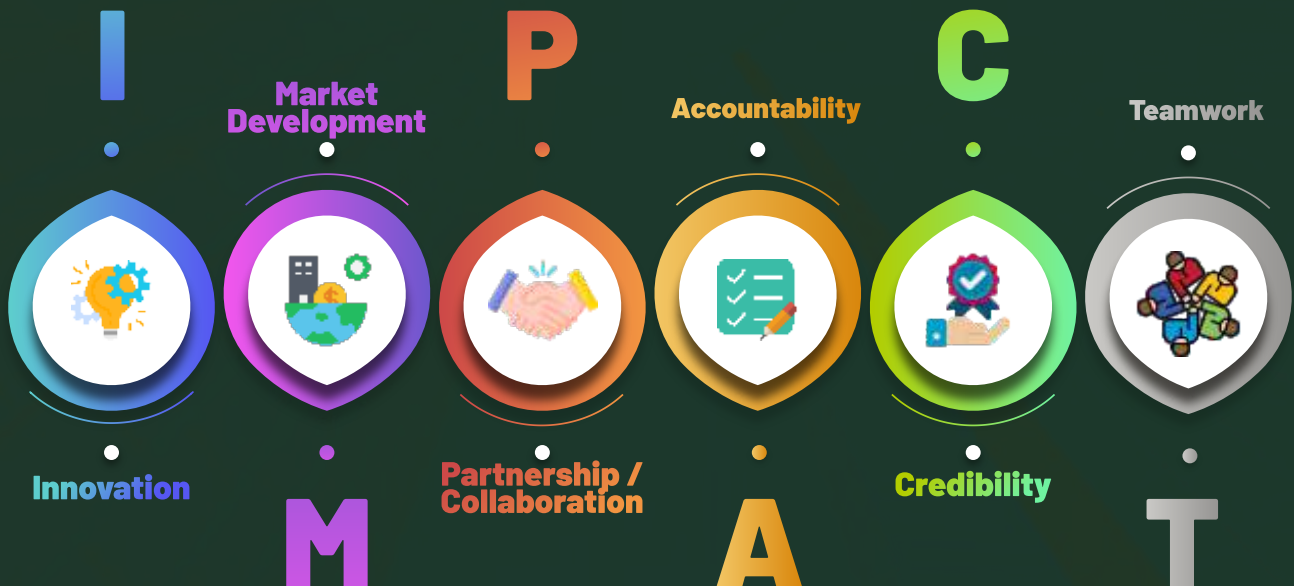 I
Market
Development
P
Accountability
C
Teamwork
Innovation
M
Partnership /
Collaboration
A
Credibility
T